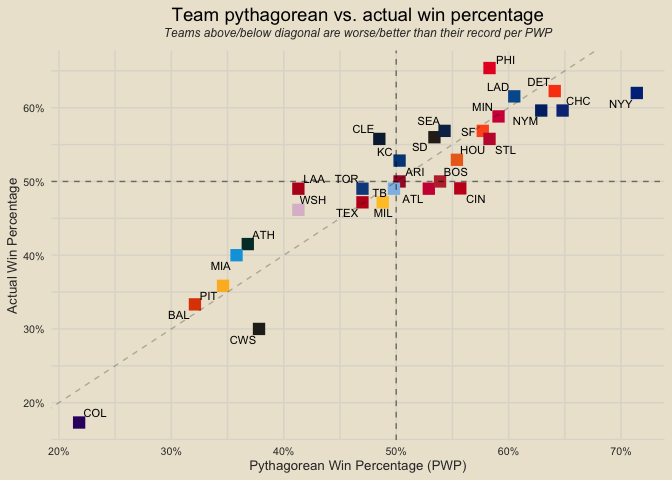 Team pythagorean vs. actual win percentage
Teams above/below diagonal are worse/better than their record per PWP
PHI
LAD
DET
MIN
CHC
NYY
NYM
CLE
SEA
SF
SD
STL
KC
HOU
LAA
TOR
ARI
BOS
WSH
TB
ATL
CIN
TEX
MIL
ATH
MIA
PIT
BAL
CWS
COL
60%
50%
40%
30%
20%
20%
30%
40%
50%
60%
70%
Actual Win Percentage
Pythagorean Win Percentage (PWP)